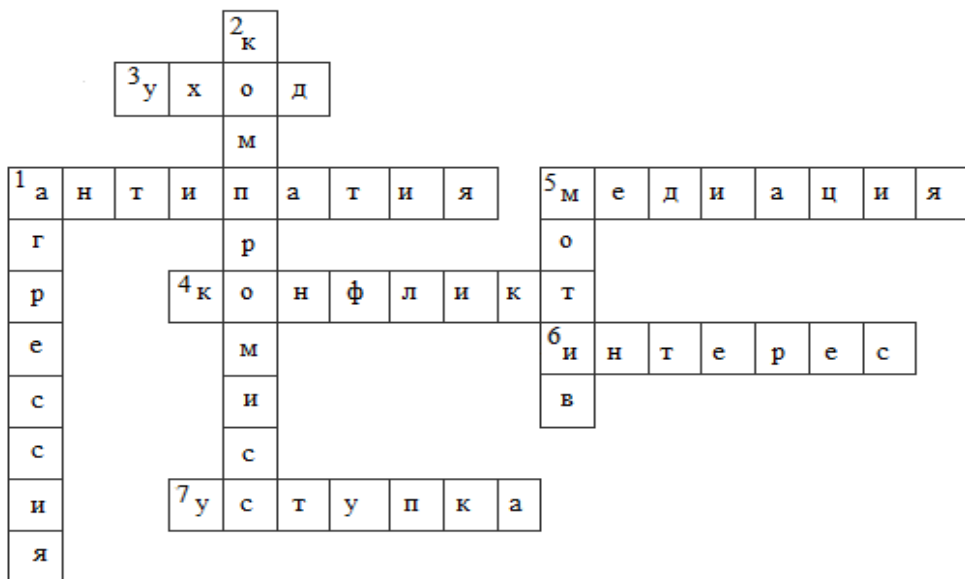 2к
3у х о д
м
1а н т и п а т и я 5м е д и а ц и я
г р о
р 4к о н ф л и к т
е м 6и н т е р е с
с и в
с с
и 7у с т у п к а
я